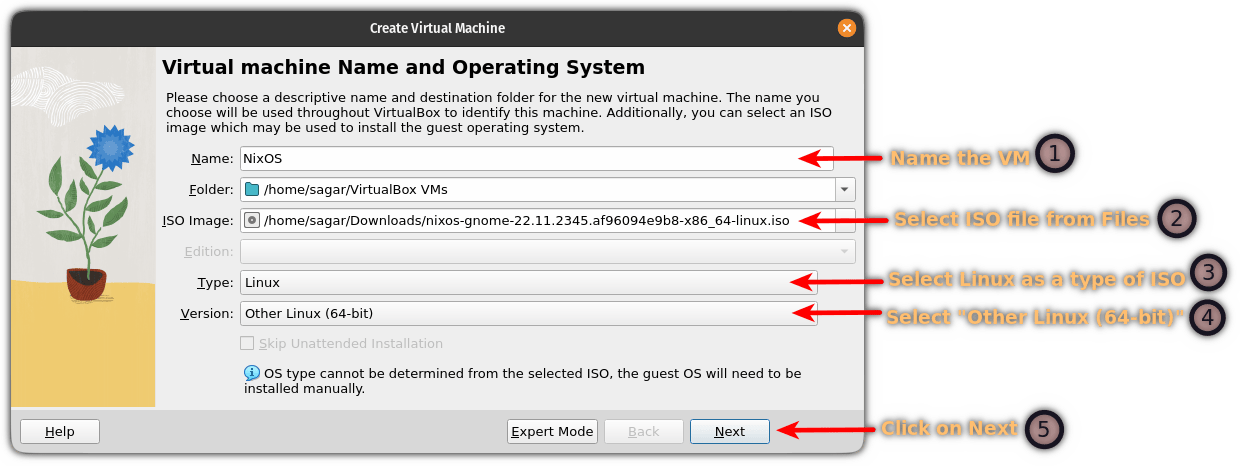 Create Virtual Machine
Virtual machine Name and Operating System
Please choose a descriptive name and destination folder for the new virtual machine. The name you
choose will be used throughout VirtualBox to identify this machine. Additionally, you can select an ISO
image which may be used to install the guest operating system.
Name: NixOS
Name the VM 1
Folder: /home/sagar/VirtualBox VMs
ISO Image: /home/sagar/Downloads/nixos-gnome-22.11.2345.af96094e9b8-x86_64-linux.iso
Select ISO file from Files 2
Edition:
Type: Linux
Select Linux as a type of ISO 3
Version: Other Linux (64-bit)
Select "Other Linux (64-bit)" 4
Skip Unattended Installation
OS type cannot be determined from the selected ISO, the guest OS will need to be
installed manually.
Help Expert Mode Back Next
Click on Next 5